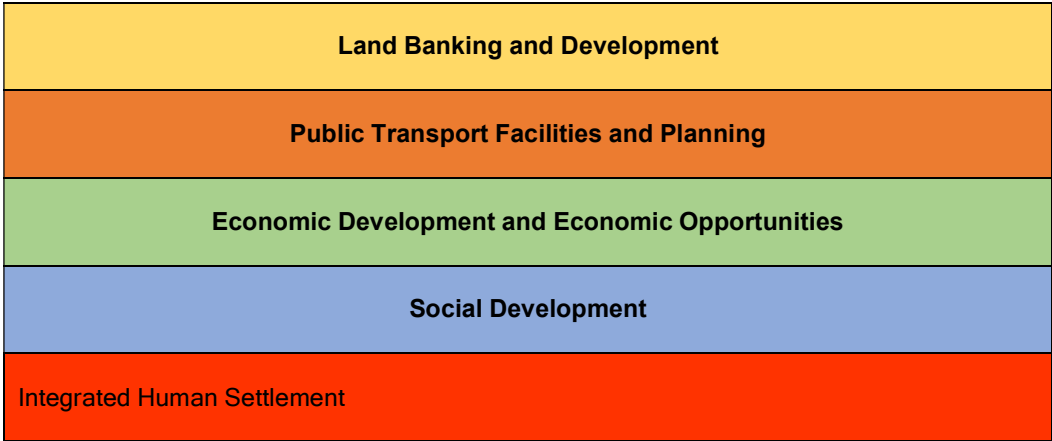 Land Banking and Development
Public Transport Facilities and Planning
Economic Development and Economic Opportunities
Social Development
Integrated Human Settlement